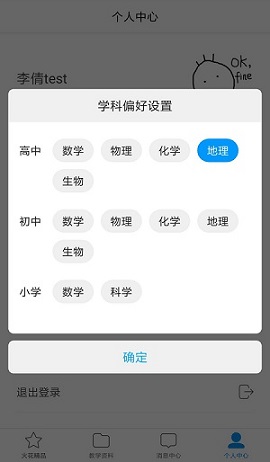 个人中心
李倩test
ok,
fine
学科偏好设置
高中 数学 物理 化学 地理
生物
初中 数学 物理 化学 地理
生物
小学 数学 科学
确定
退出登录
火花精品 教学资料 消息中心 个人中心